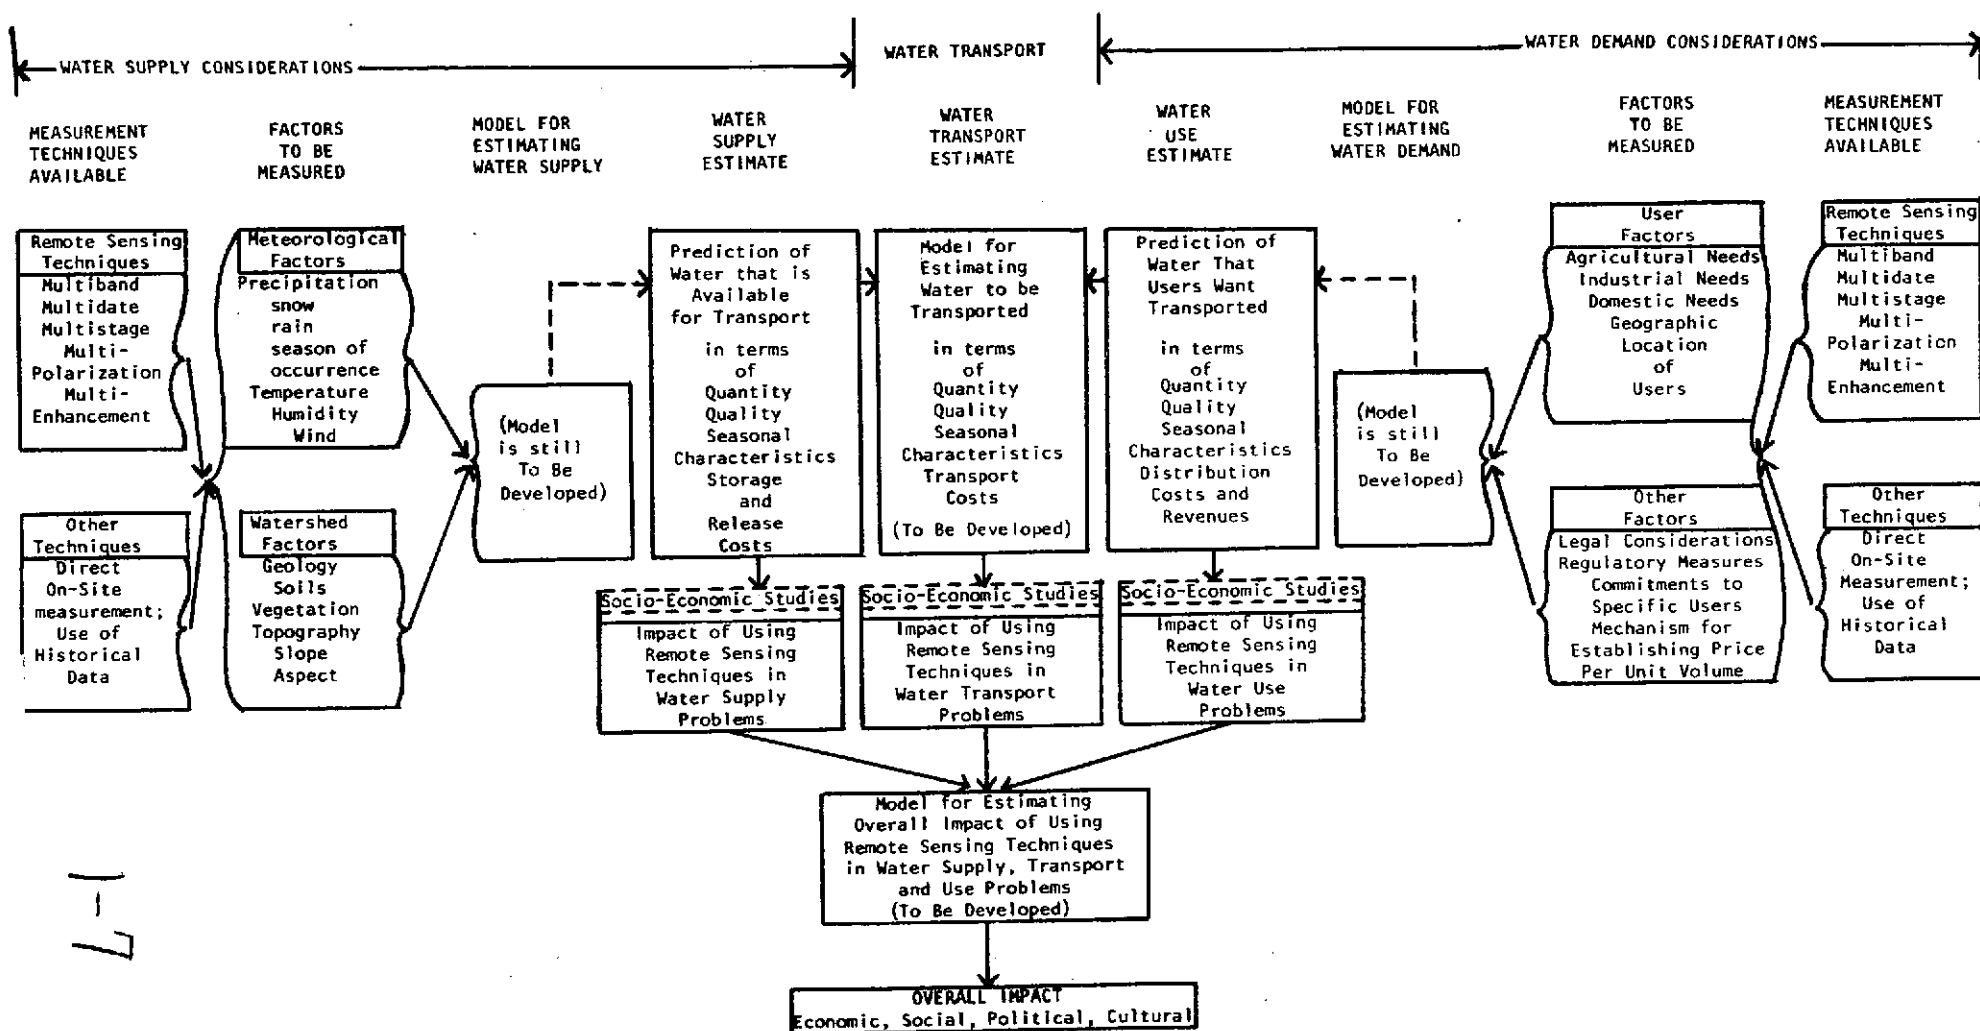 WATER SUPPLY CONSIDERATIONS
WATER TRANSPORT
WATER DEMAND CONSIDERATIONS
MEASUREMENT
TECHNIQUES
AVAILABLE
FACTORS
TO BE
MEASURED
MODEL FOR
ESTIMATING
WATER SUPPLY
WATER
SUPPLY
ESTIMATE
WATER
TRANSPORT
ESTIMATE
WATER
USE
ESTIMATE
MODEL FOR
ESTIMATING
WATER DEMAND
FACTORS
TO BE
MEASURED
MEASUREMENT
TECHNIQUES
AVAILABLE
Remote Sensing
Techniques
Multiband
Multidate
Multistage
Multi-
Polarization
Multi-
Enhancement
Other
Techniques
Direct
On-Site
measurement;
Use of
Historical
Data
Meteorological
Factors
Precipitation
snow
rain
season of
occurrence
Temperature
Humidity
Wind
Watershed
Factors
Geology
Soils
Vegetation
Topography
Slope
Aspect
(Model
is still
To Be
Developed)
Prediction of
Water that is
Available
for Transport
in terms
of
Quantity
Quality
Seasonal
Characteristics
Storage
and
Release
Costs
Model for
Estimating
Water to be
Transported
in terms
of
Quantity
Quality
Seasonal
Characteristics
Transport
Costs
(To Be Developed)
Prediction of
Water That
Users Want
Transported
in terms
of
Quantity
Quality
Seasonal
Characteristics
Distribution
Costs and
Revenues
(Model
is still
To Be
Developed)
User
Factors
Agricultural Needs
Industrial Needs
Domestic Needs
Geographic
Location
of
Users
Other
Factors
Legal Considerations
Regulatory Measures
Commitments to
Specific Users
Mechanism for
Establishing Price
Per Unit Volume
Remote Sensing
Techniques
Multiband
Multidate
Multistage
Multi-
Polarization
Multi-
Enhancement
Other
Techniques
Direct
On-Site
Measurement;
Use of
Historical
Data
Socio-Economic Studies
Impact of Using
Remote Sensing
Techniques in
Water Supply
Problems
Socio-Economic Studies
Impact of Using
Remote Sensing
Techniques in
Water Transport
Problems
Socio-Economic Studies
Impact of Using
Remote Sensing
Techniques in
Water Use
Problems
Model for Estimating
Overall Impact of Using
Remote Sensing Techniques
in Water Supply, Transport
and Use Problems
(To Be Developed)
OVERALL IMPACT
Economic, Social, Political, Cultural